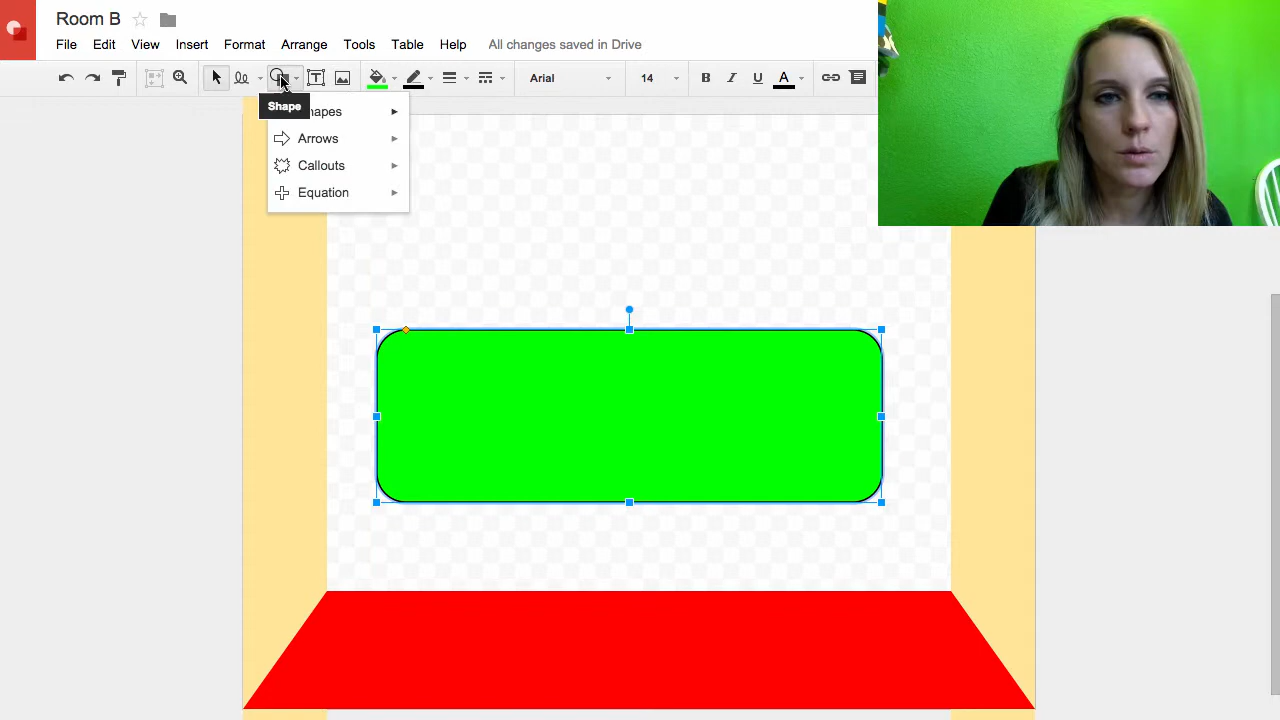 Room B
File Edit View Insert Format Arrange Tools Table Help All changes saved in Drive
Arial 14 B I U A
Shape
hapes
Arrows
Callouts
Equation